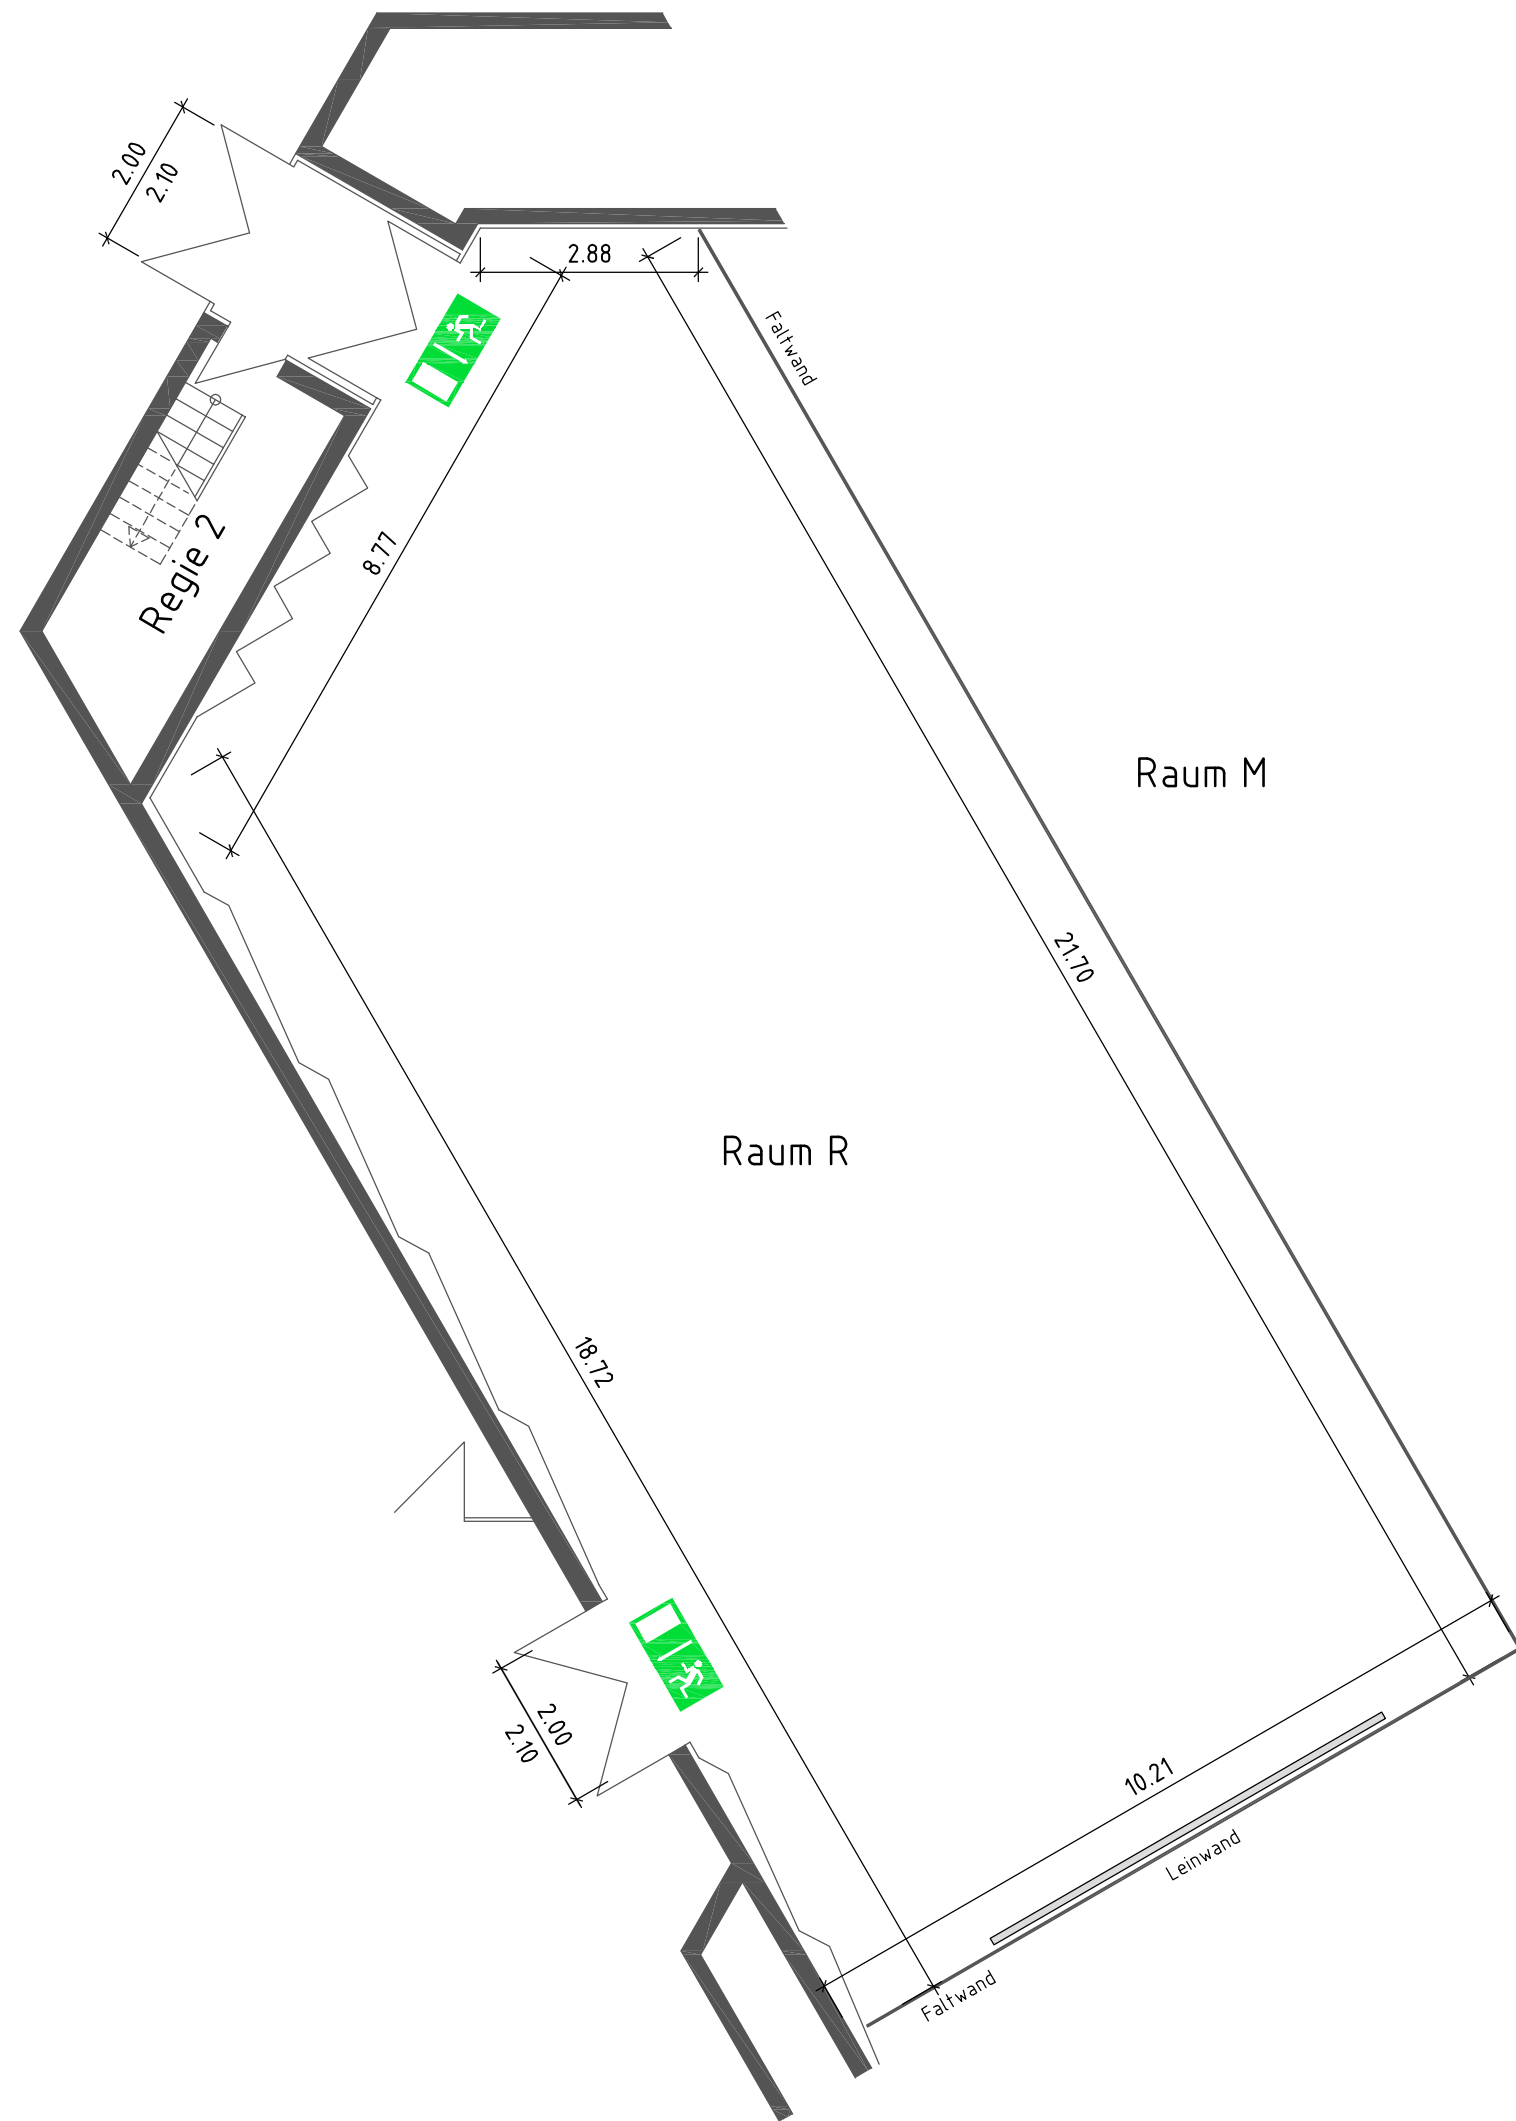 2.00
2.10
2.88
Faltwand
8.77
Regie 2
Raum M
21.70
Raum R
18.72
2.00
2.10
10.21
Leinwand
Faltwand